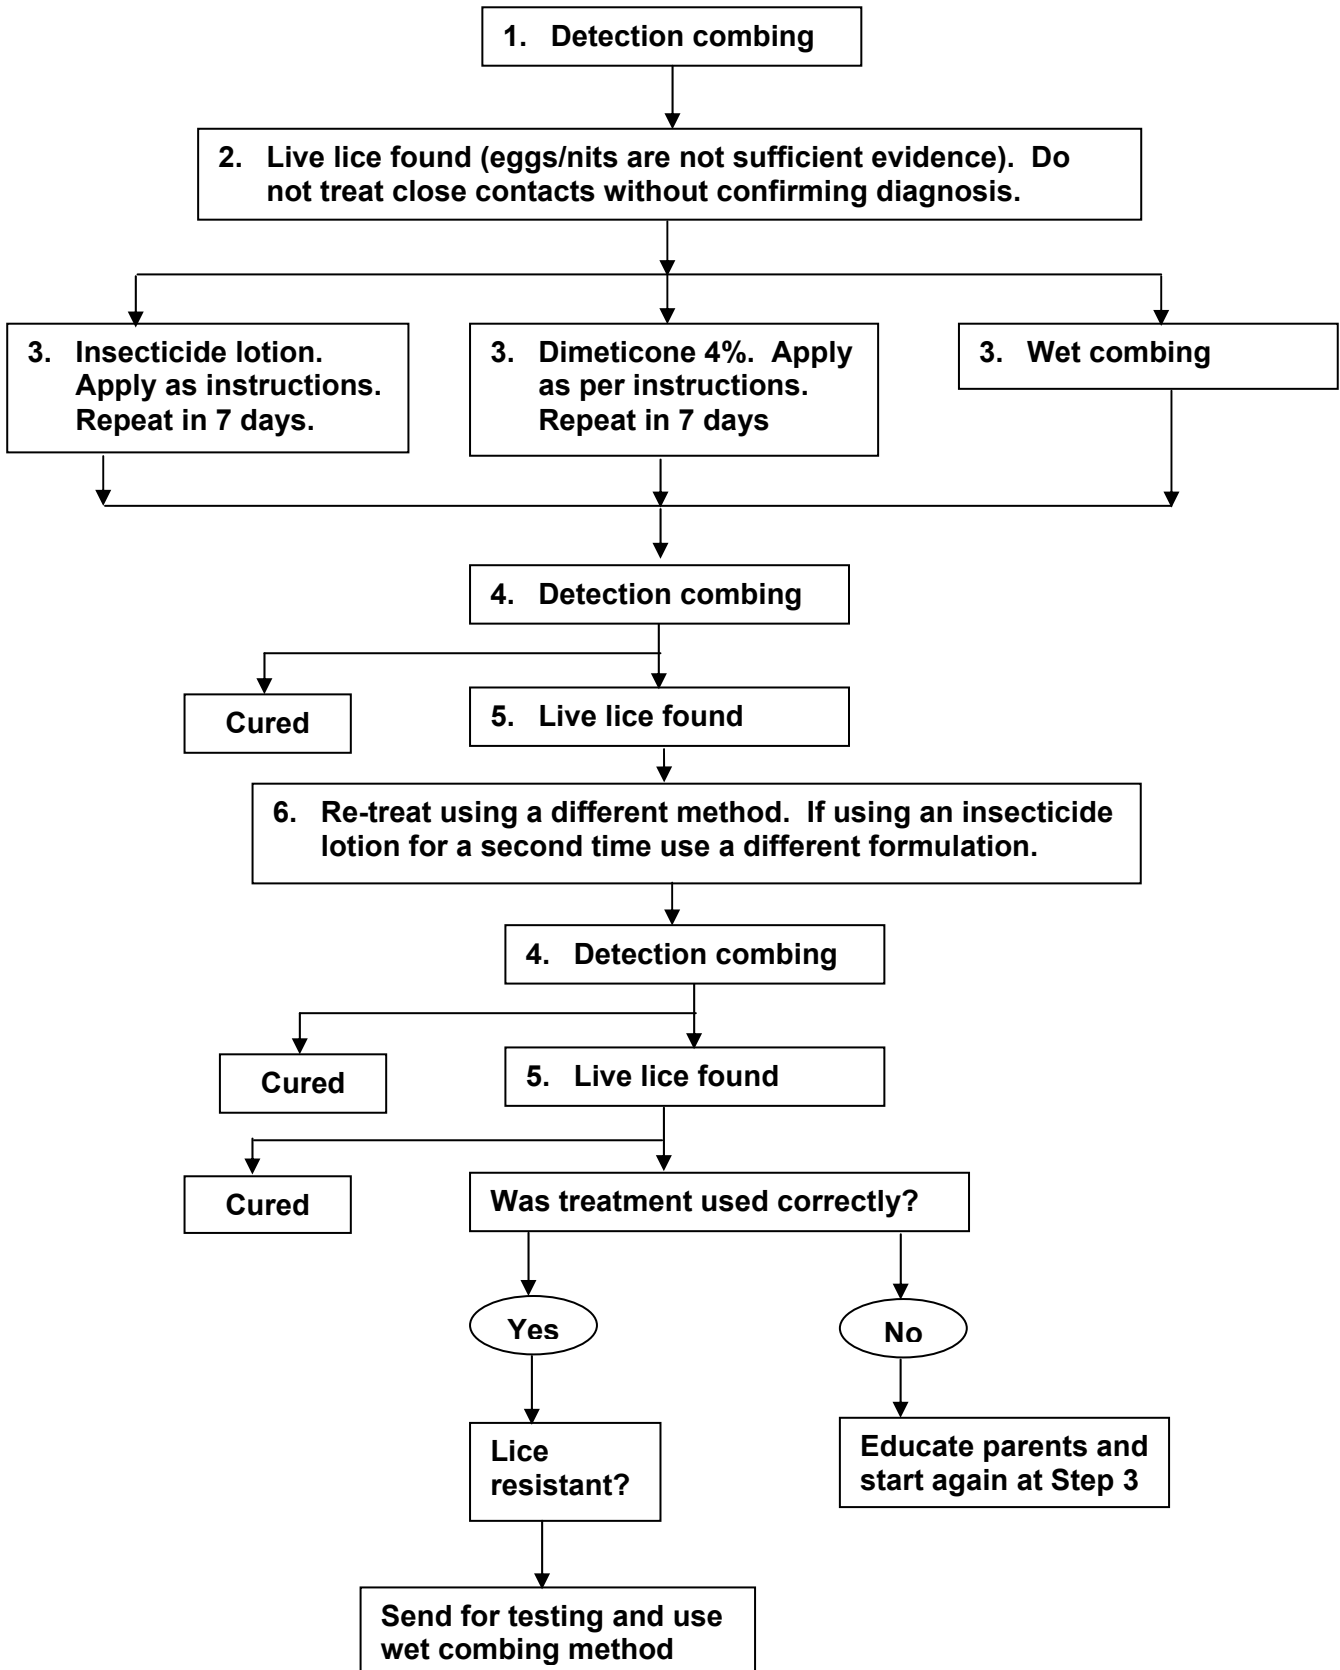 1. Detection combing
2. Live lice found (eggs/nits are not sufficient evidence). Do
not treat close contacts without confirming diagnosis.
3. Insecticide lotion.
Apply as instructions.
Repeat in 7 days.
3. Dimeticone 4%. Apply
as per instructions.
Repeat in 7 days
3. Wet combing
4. Detection combing
Cured
5. Live lice found
6. Re-treat using a different method. If using an insecticide
lotion for a second time use a different formulation.
4. Detection combing
Cured
5. Live lice found
Cured
Was treatment used correctly?
Yes
No
Lice
resistant?
Educate parents and
start again at Step 3
Send for testing and use
wet combing method